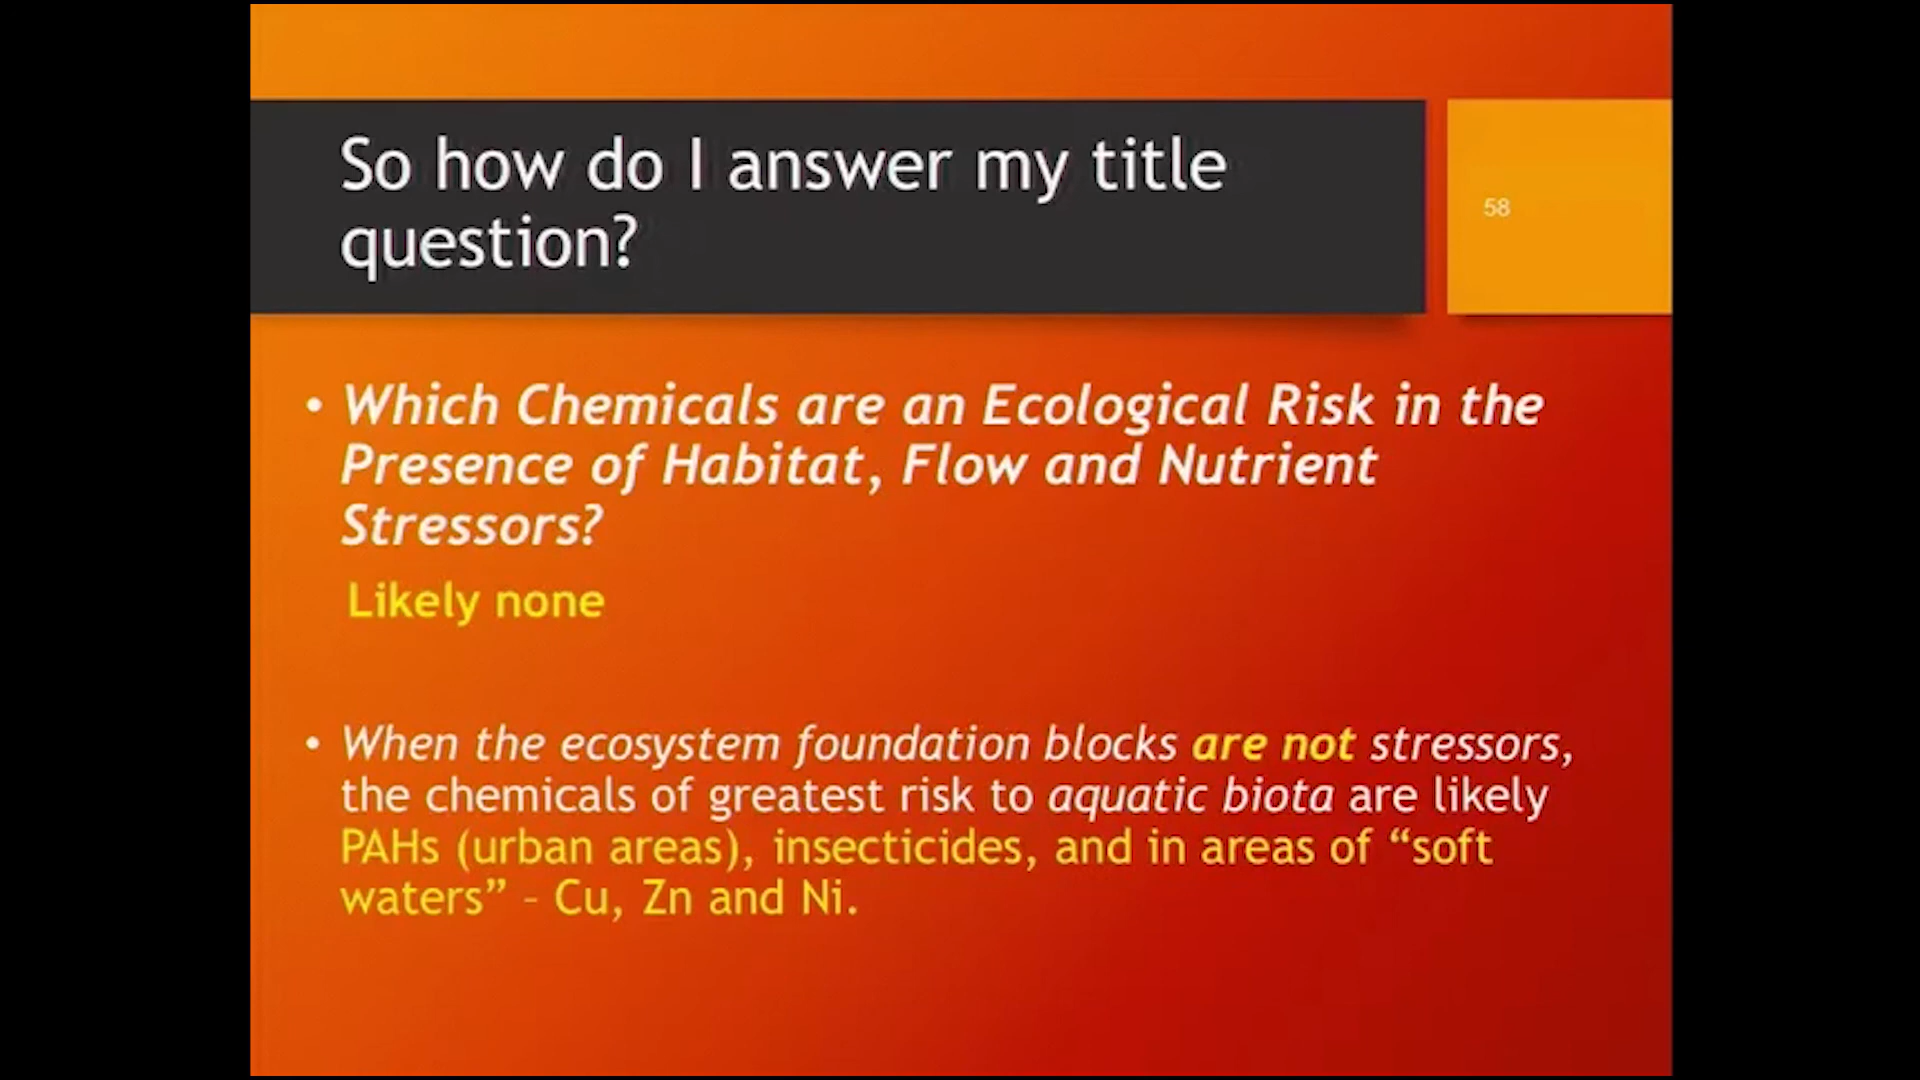 So how do I answer my title
question?
58
• Which Chemicals are an Ecological Risk in the
Presence of Habitat, Flow and Nutrient
Stressors?
Likely none
• When the ecosystem foundation blocks are not stressors,
the chemicals of greatest risk to aquatic biota are likely
PAHs (urban areas), insecticides, and in areas of “soft
waters” – Cu, Zn and Ni.